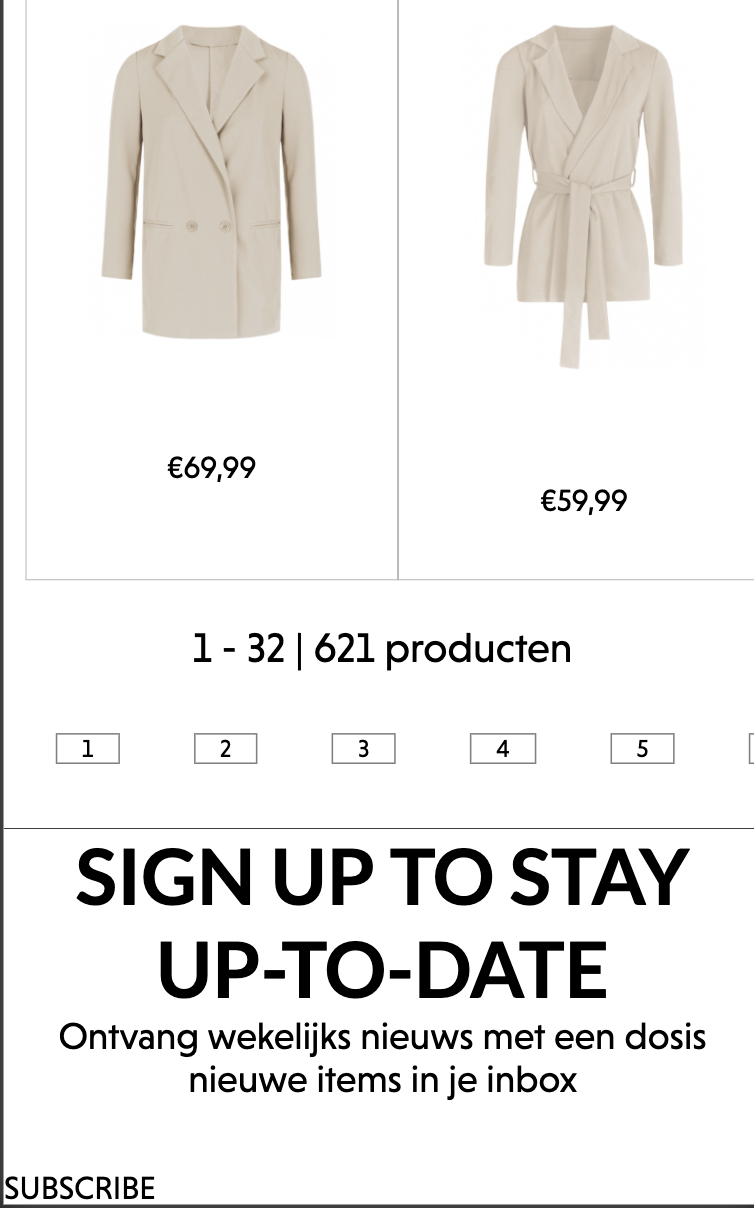 €69,99
€59,99
1 - 32 | 621 producten
1 2 3 4 5
SIGN UP TO STAY
UP-TO-DATE
Ontvang wekelijks nieuws met een dosis
nieuwe items in je inbox
SUBSCRIBE